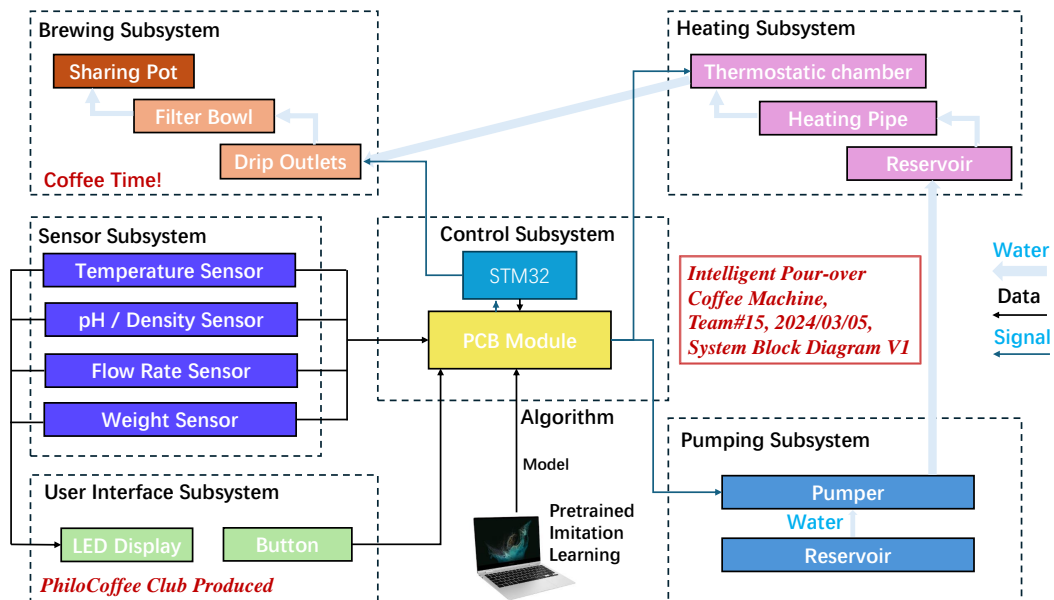 Brewing Subsystem
Sharing Pot
Filter Bowl
Drip Outlets
Coffee Time!
Heating Subsystem
Thermostatic chamber
Heating Pipe
Reservoir
Sensor Subsystem
Temperature Sensor
pH / Density Sensor
Flow Rate Sensor
Weight Sensor
Control Subsystem
STM32
PCB Module
Intelligent Pour-over
Coffee Machine,
Team#15, 2024/03/05,
System Block Diagram V1
Water
Data
Signal
Algorithm
Model
Pretrained
Imitation
Learning
User Interface Subsystem
LED Display
Button
PhiloCoffee Club Produced
Pumping Subsystem
Pumper
Water
Reservoir